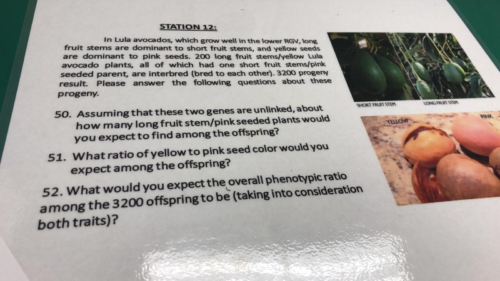 STATION 12:
In Lula avocados, which grow well in the lower RGV, long
fruit stems are dominant to short fruit stems, and yellow seeds
are dominant to pink seeds. 200 long fruit stems/yellow Lula
avocado plants, all of which had one short fruit stems/pink
seeded parent, are interbred (bred to each other). 3200 progeny
result. Please answer the following questions about these
progeny.
SHORT FRUIT STEM LONG FRUIT STEM
YELLOW PINK
50. Assuming that these two genes are unlinked, about
how many long fruit stem/pink seeded plants would
you expect to find among the offspring?
51. What ratio of yellow to pink seed color would you
expect among the offspring?
52. What would you expect the overall phenotypic ratio
among the 3200 offspring to be (taking into consideration
both traits)?